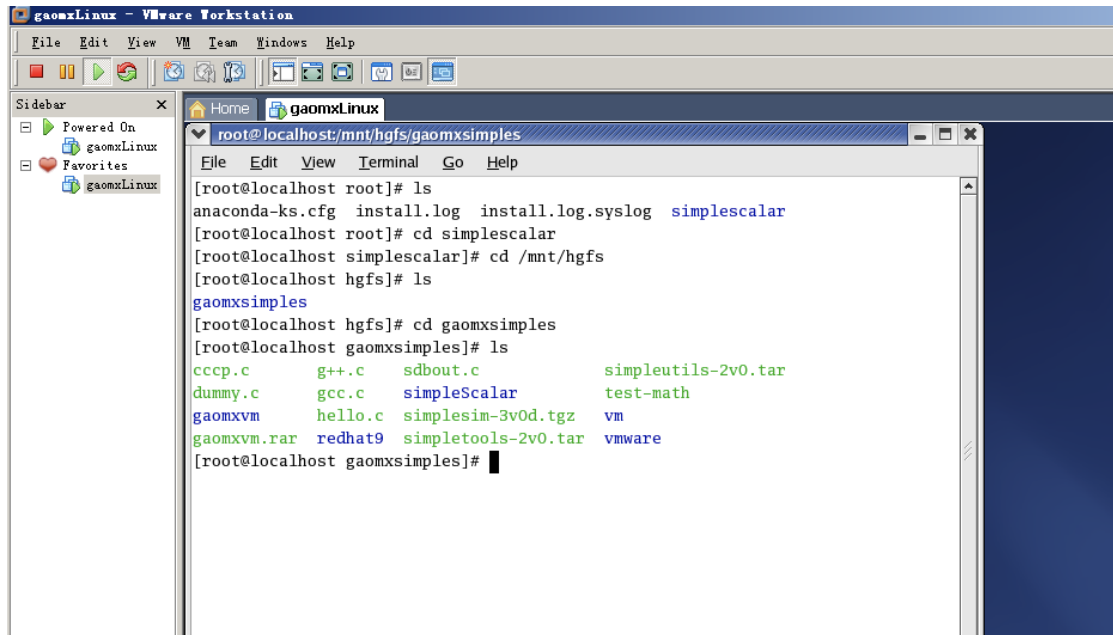 gaomxLinux - VMware Workstation
File Edit View VM Team Windows Help
Sidebar x
Powered On
gaomxLinux
Favorites
gaomxLinux
Home gaomxLinux
root@localhost:/mnt/hgfs/gaomxsimples
File Edit View Terminal Go Help
[root@localhost root]# ls
anaconda-ks.cfg install.log install.log.syslog simplescalar
[root@localhost root]# cd simplescalar
[root@localhost simplescalar]# cd /mnt/hgfs
[root@localhost hgfs]# ls
gaomxsimples
[root@localhost hgfs]# cd gaomxsimples
[root@localhost gaomxsimples]# ls
cccp.c g++.c sdbout.c simpleutils-2v0.tar
dummy.c gcc.c simpleScalar test-math
gaomxvm hello.c simplesim-3v0d.tgz vm
gaomxvm.rar redhat9 simpletools-2v0.tar vmware
[root@localhost gaomxsimples]#